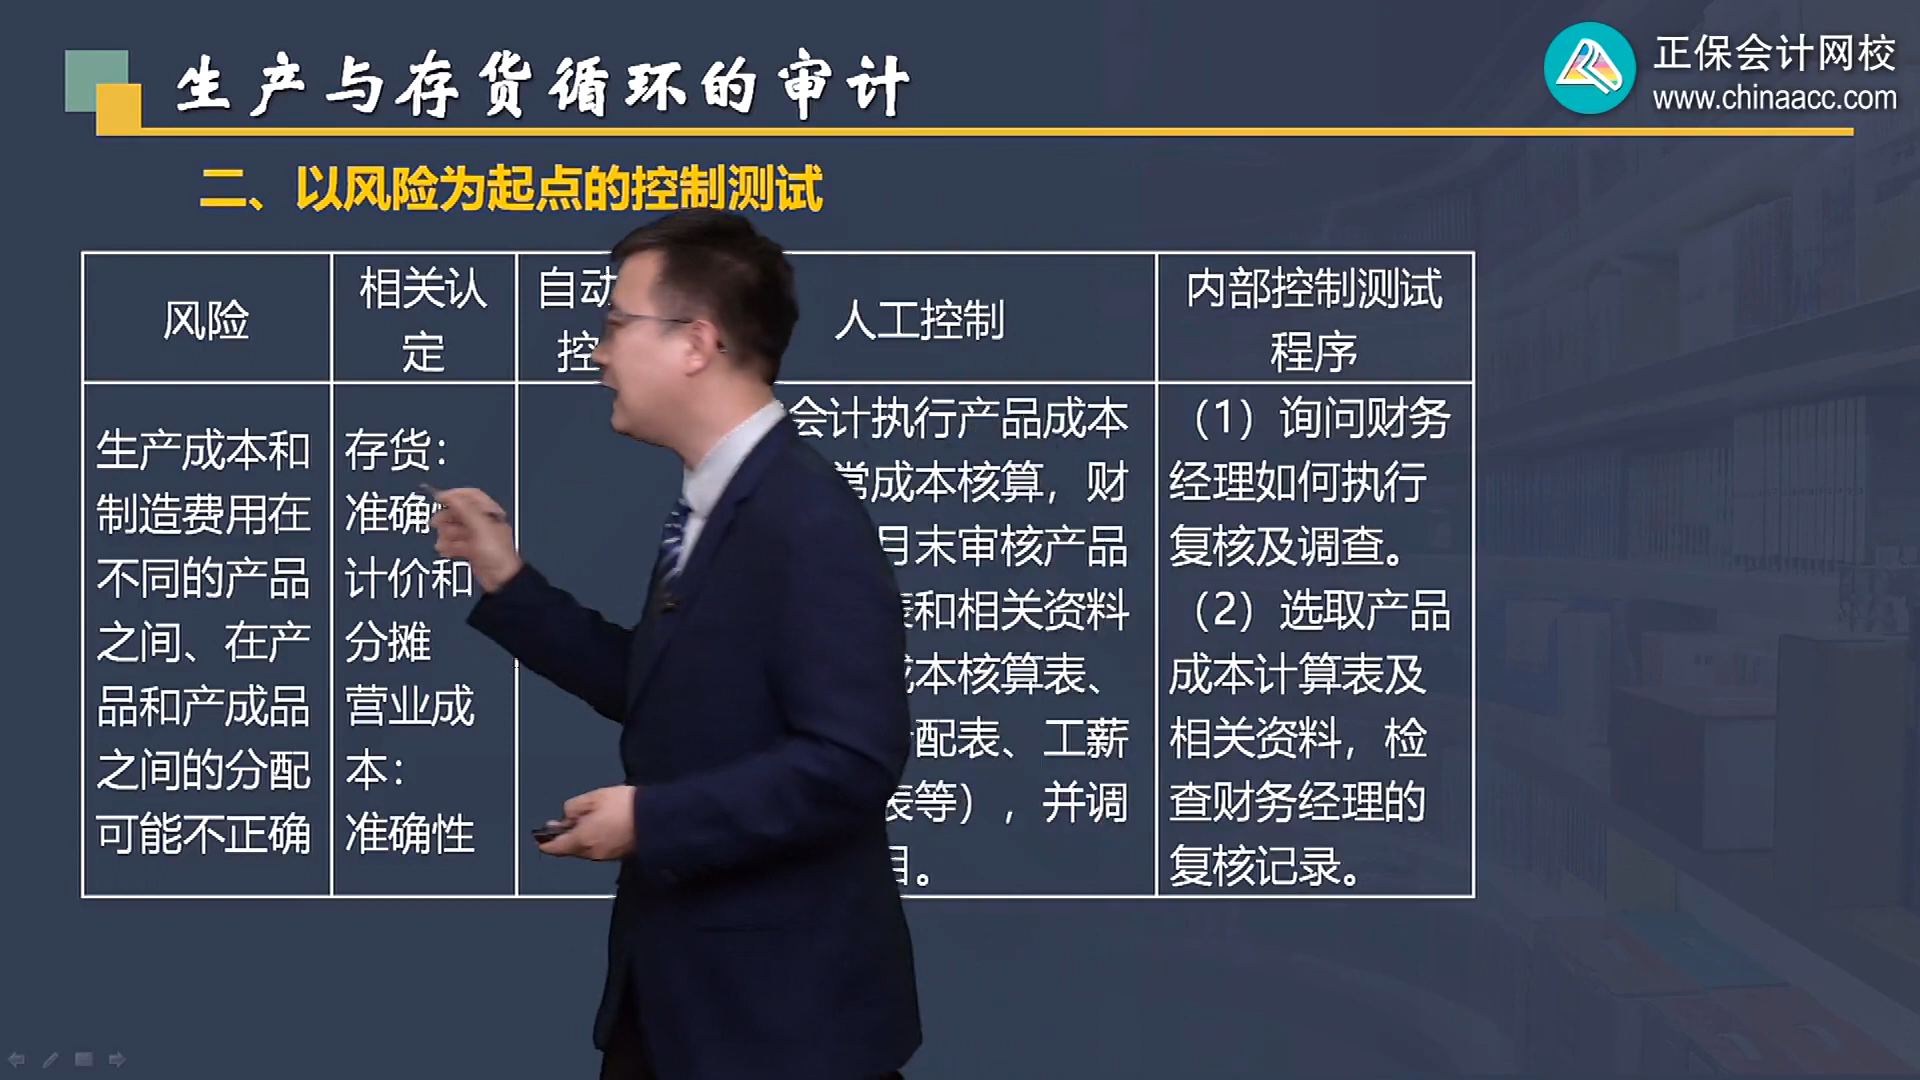 生产与存货循环的审计
正保会计网校
www.chinaacc.com
二、以风险为起点的控制测试
风险
相关认
定
自动
控
人工控制
内部控制测试
程序
生产成本和
制造费用在
不同的产品
之间、在产
品和产成品
之间的分配
可能不正确
存货：
准确
计价和
分摊
营业成
本：
准确性
会计执行产品成本
常成本核算，财
月末审核产品
表和相关资料
成本核算表、
配表、工薪
表等），并调
目。
（1）询问财务
经理如何执行
复核及调查。
（2）选取产品
成本计算表及
相关资料，检
查财务经理的
复核记录。